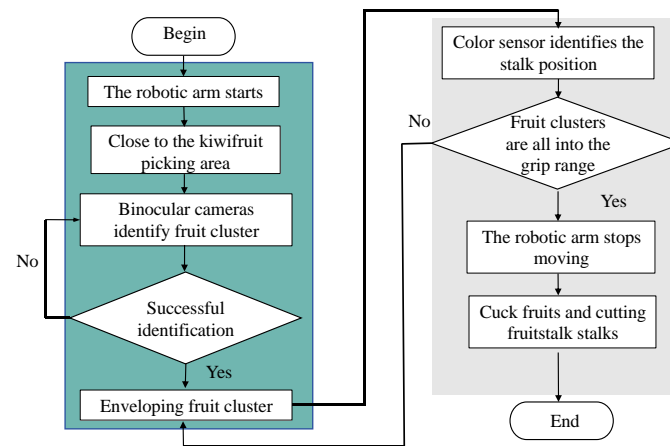 Begin
The robotic arm starts
Close to the kiwifruit
picking area
Binocular cameras
identify fruit cluster
No
Successful
identification
Yes
Enveloping fruit cluster
Color sensor identifies the
stalk position
No
Fruit clusters
are all into the
grip range
Yes
The robotic arm stops
moving
Cuck fruits and cutting
fruitstalk stalks
End